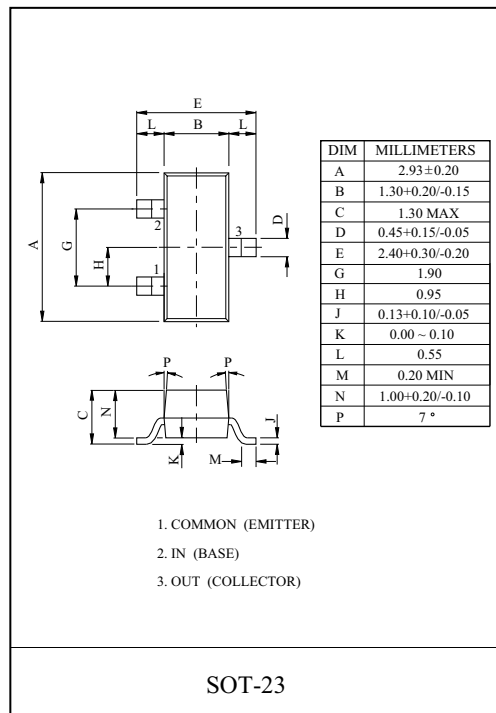 E
L B L
A
G
H
2
3
1
D
DIM MILLIMETERS
A 2.93±0.20
B 1.30+0.20/-0.15
C 1.30 MAX
D 0.45+0.15/-0.05
E 2.40+0.30/-0.20
G 1.90
H 0.95
J 0.13+0.10/-0.05
K 0.00 ~ 0.10
L 0.55
M 0.20 MIN
N 1.00+0.20/-0.10
P 7 °
P P
C
N
K
M
J
1. COMMON (EMITTER)
2. IN (BASE)
3. OUT (COLLECTOR)
SOT-23